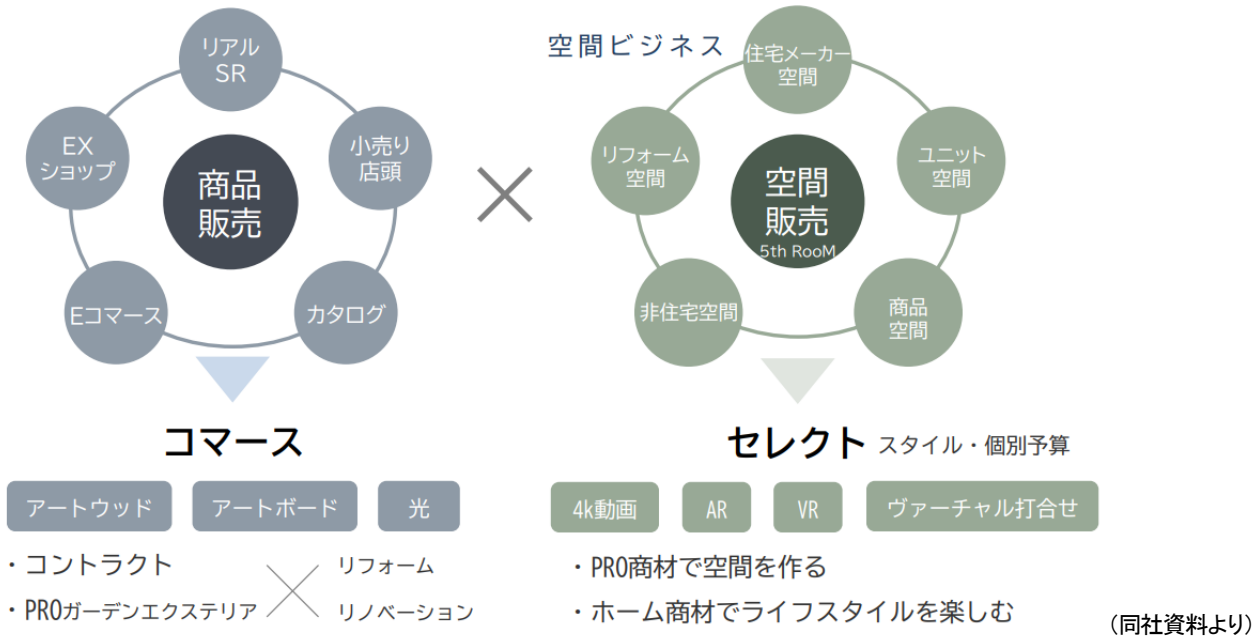 リアル
SR
EX
ショップ
小売り
店頭
商品
販売
Eコマース
カタログ
空間ビジネス
住宅メーカー
空間
リフォーム
空間
ユニット
空間
空間
販売
5th RooM
非住宅空間
商品
空間
コマース
アートウッド
アートボード
光
・コントラクト
リフォーム
・PROガーデンエクステリア
リノベーション
セレクト スタイル・個別予算
4k動画
AR
VR
ヴァーチャル打合せ
・PRO商材で空間を作る
・ホーム商材でライフスタイルを楽しむ
(同社資料より)